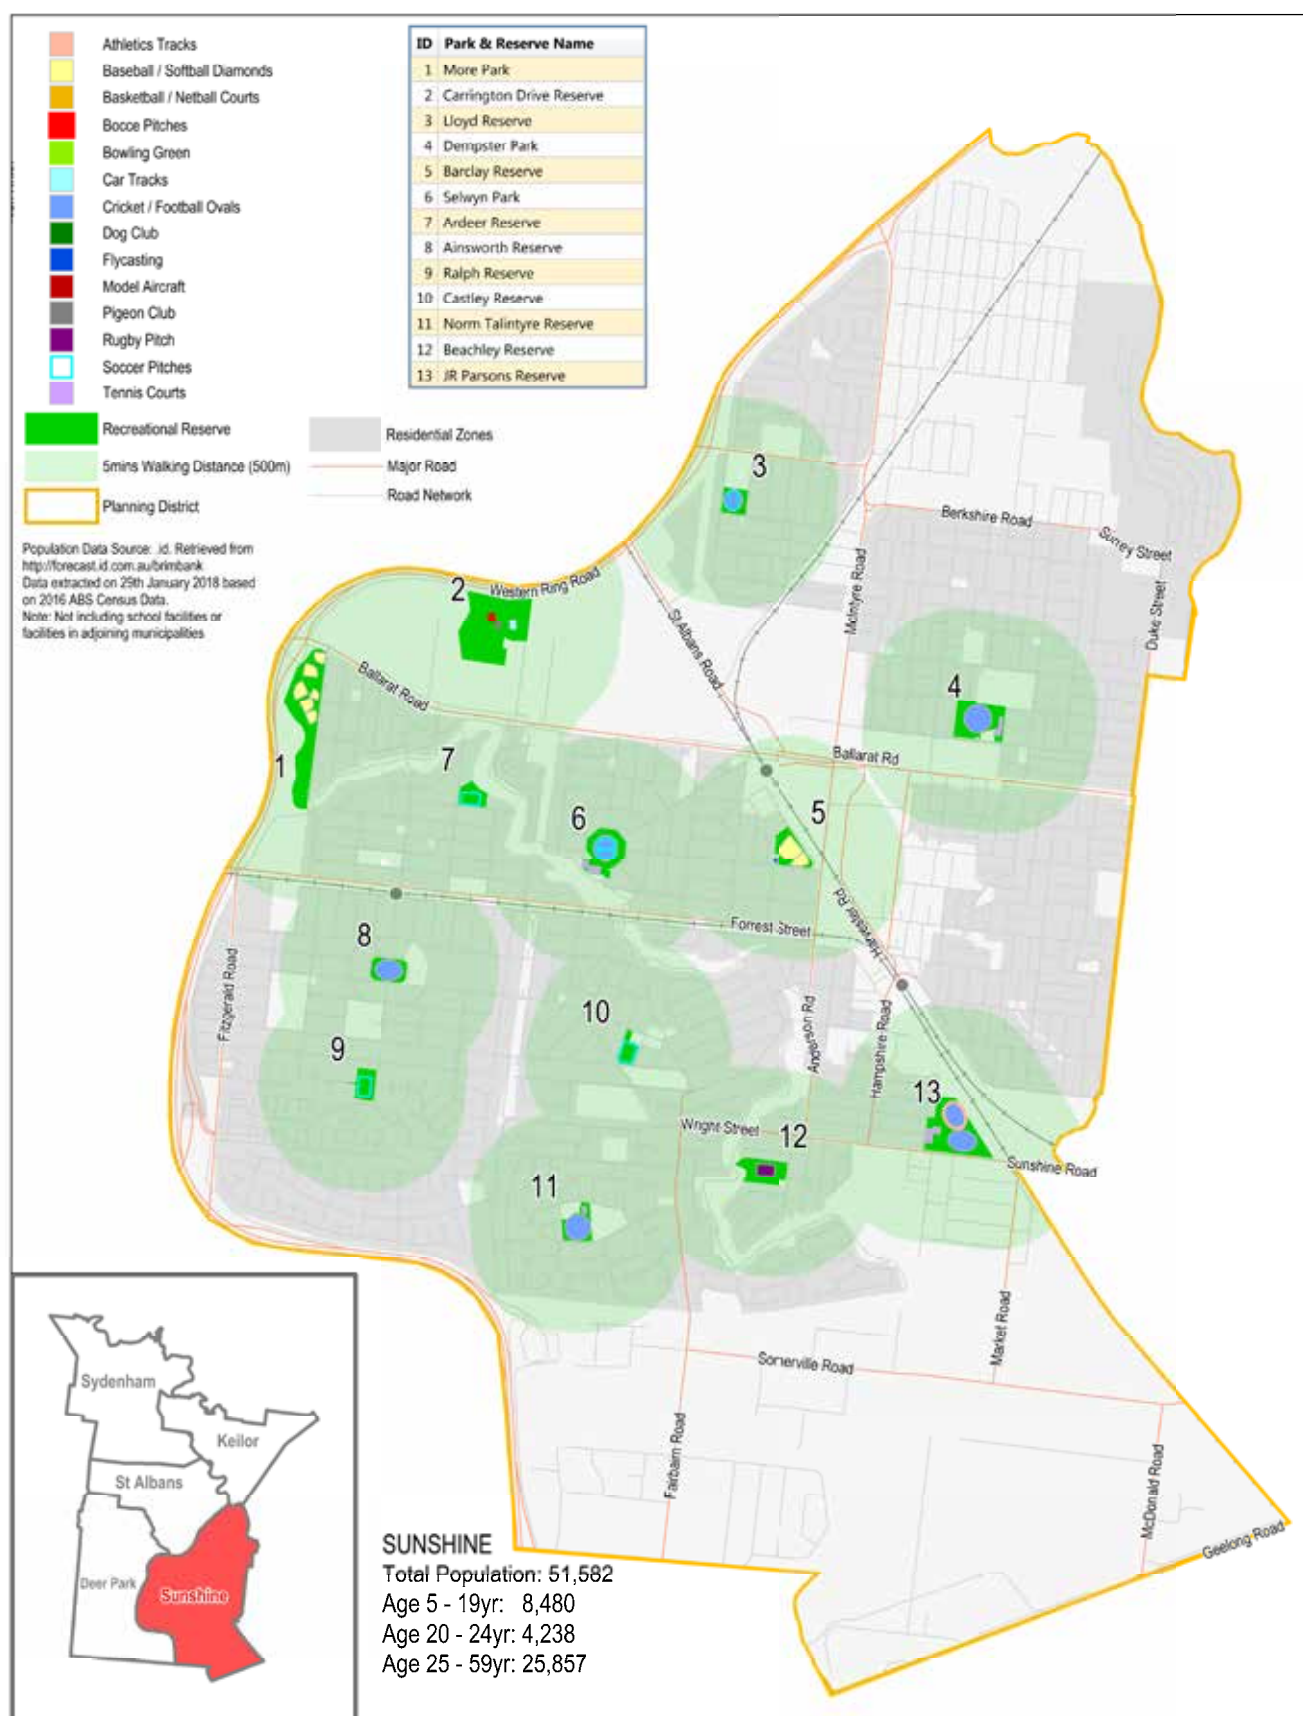 Athletics Tracks
Baseball / Softball Diamonds
Basketball / Netball Courts
Bocce Pitches
Bowling Green
Car Tracks
Cricket / Football Ovals
Dog Club
Flycasting
Model Aircraft
Pigeon Club
Rugby Pitch
Soccer Pitches
Tennis Courts
Recreational Reserve
5mins Walking Distance (500m)
Planning District
Residential Zones
Major Road
Road Network
ID Park & Reserve Name
1 More Park
2 Carrington Drive Reserve
3 Lloyd Reserve
4 Dempster Park
5 Barclay Reserve
6 Selwyn Park
7 Ardeer Reserve
8 Ainsworth Reserve
9 Ralph Reserve
10 Castley Reserve
11 Norm Talintyre Reserve
12 Beachley Reserve
13 JR Parsons Reserve
Population Data Source: .id. Retrieved from
http://forecast.id.com.au/brimbank
Data extracted on 29th January 2018 based
on 2016 ABS Census Data.
Note: Not including school facilities or
facilities in adjoining municipalities
3
Berkshire Road
Surrey Street
McIntyre Road
Duke Street
2
Western Ring Road
St Albans Road
Ballarat Road
4
1
7
Ballarat Rd
6
5
Harvester Rd
Forrest Street
8
Fitzgerald Road
10
Anderson Rd
Hampshire Road
9
13
Wright Street
12
Sunshine Road
11
Market Road
Somerville Road
Fairbairn Road
McDonald Road
Geelong Road
Sydenham
Keilor
St Albans
Deer Park
Sunshine
SUNSHINE
Total Population: 51,582
Age 5 - 19yr: 8,480
Age 20 - 24yr: 4,238
Age 25 - 59yr: 25,857